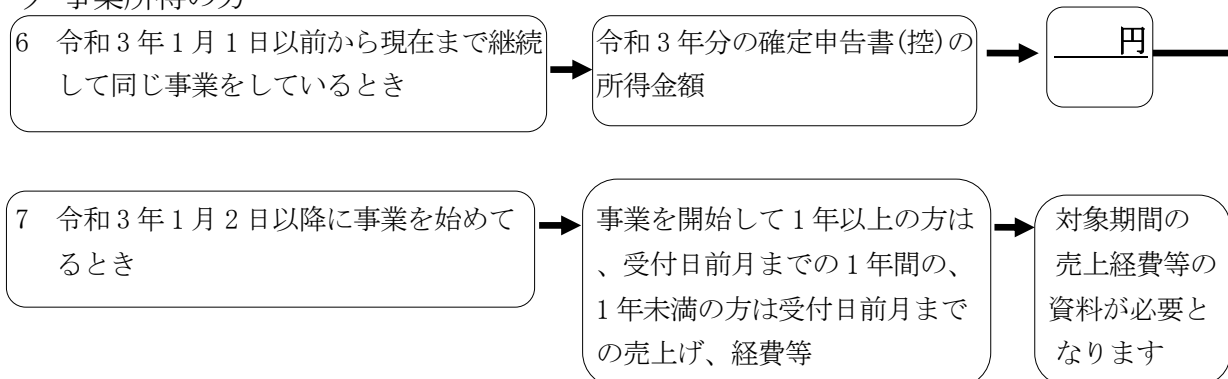 事業所得の方
6 令和3年1月1日以前から現在まで継続
して同じ事業をしているとき
令和3年分の確定申告書(控)の
所得金額
円
7 令和3年1月2日以降に事業を始めて
るとき
事業を開始して1年以上の方は
、受付日前月までの1年間の、
1年未満の方は受付日前月まで
の売上げ、経費等
対象期間の
売上経費等の
資料が必要と
なります